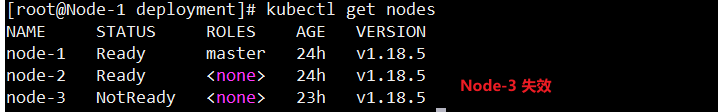 [root@Node-1 deployment]# kubectl get nodes
NAME STATUS ROLES AGE VERSION
node-1 Ready master 24h v1.18.5
node-2 Ready <none> 24h v1.18.5
node-3 NotReady <none> 23h v1.18.5
Node-3 失效